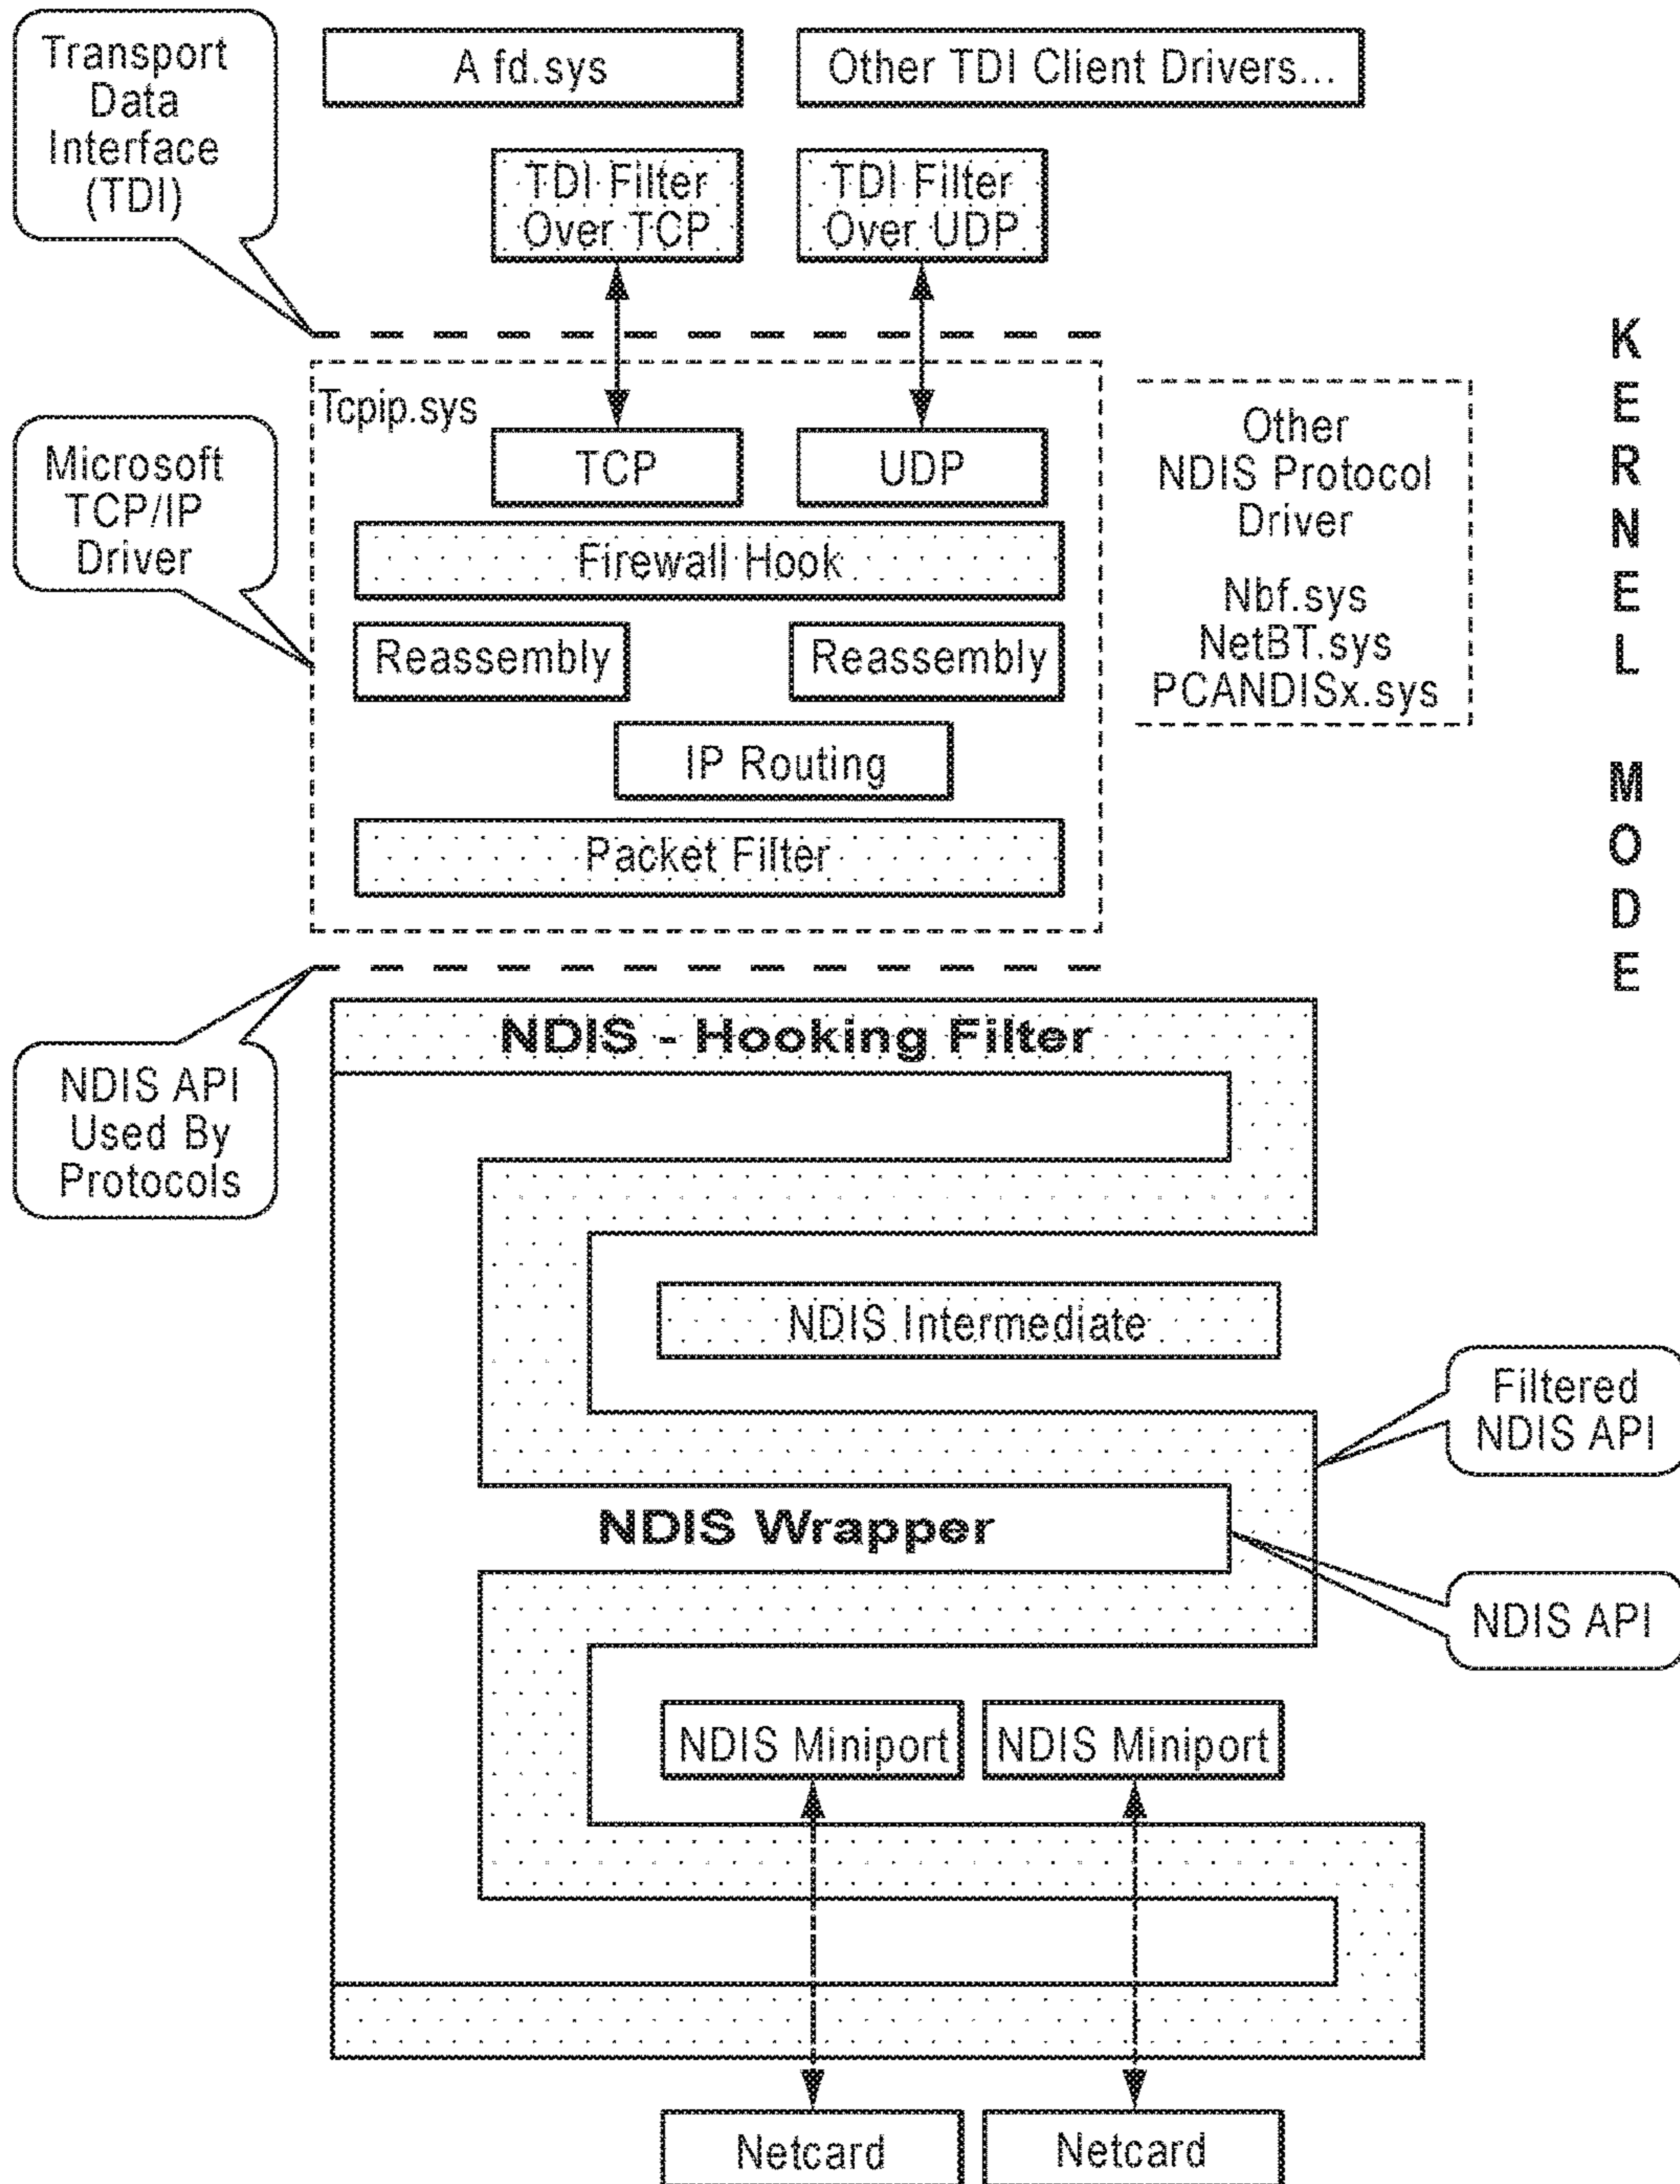 Transport
Data
Interface
(TDI)
A fd.sys
Other TDI Client Drivers...
TDI Filter
Over TCP
TDI Filter
Over UDP
Microsoft
TCP/IP
Driver
Tcpip.sys
TCP
UDP
Firewall Hook
Reassembly
Reassembly
IP Routing
Packet Filter
Other
NDIS Protocol
Driver
Nbf.sys
NetBT.sys
PCANDISx.sys
KERNEL MODE
NDIS API
Used By
Protocols
NDIS - Hooking Filter
NDIS Intermediate
Filtered
NDIS API
NDIS Wrapper
NDIS API
NDIS Miniport
NDIS Miniport
Netcard
Netcard